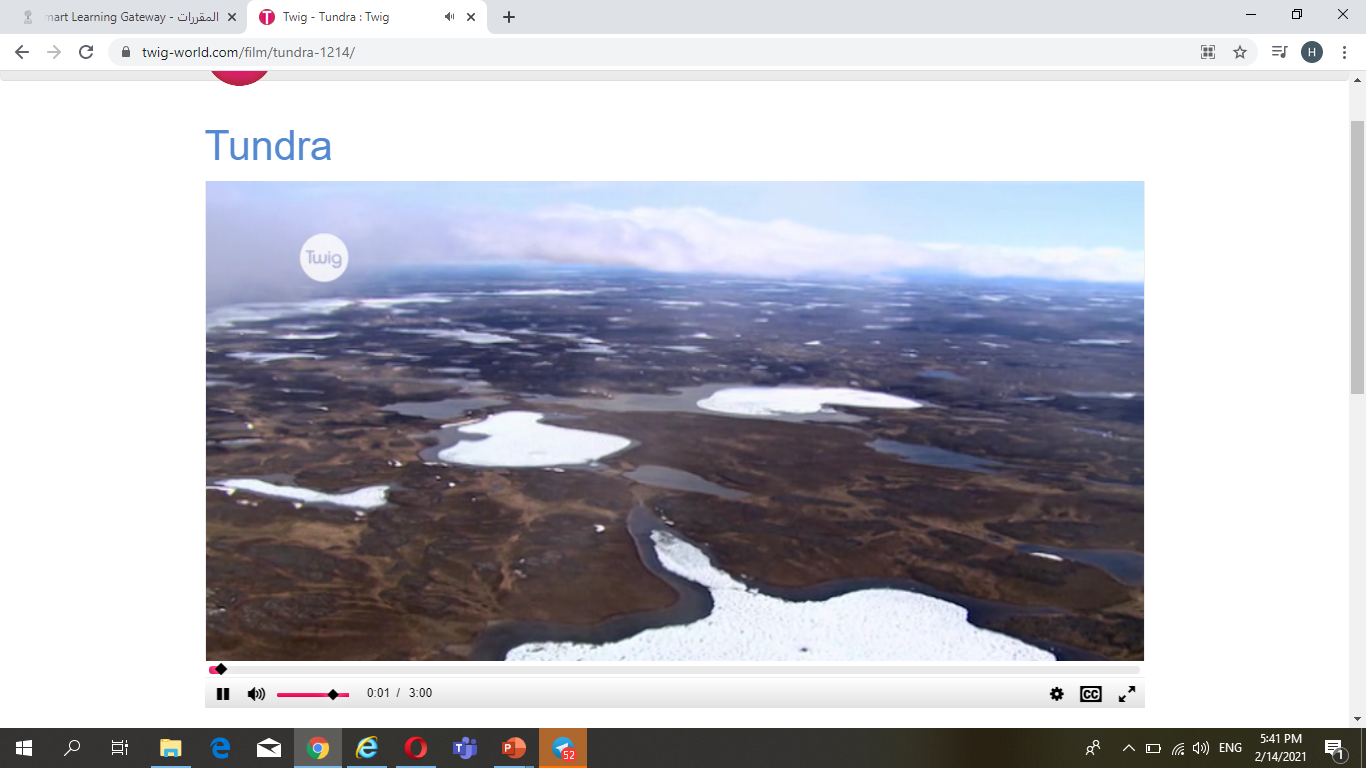 mart Learning Gateway - المقررات
Twig - Tundra : Twig
twig-world.com/film/tundra-1214/
H
Tundra
Twig
0:01 / 3:00
CC
52
ENG
5:41 PM
2/14/2021
1